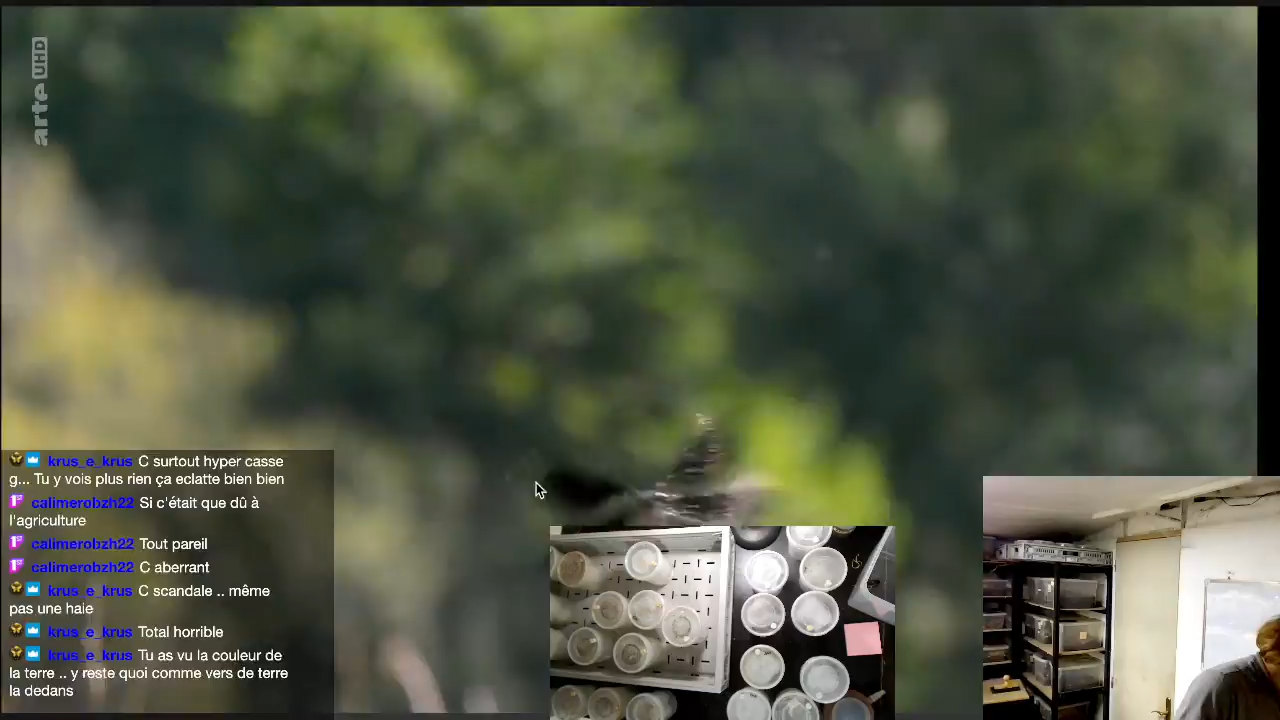 arte UHD
krus_e_krus C surtout hyper casse
g... Tu y vois plus rien ça eclatte bien bien
calimerobzh22 Si c'était que dû à
l'agriculture
calimerobzh22 Tout pareil
calimerobzh22 C aberrant
krus_e_krus C scandale .. même
pas une haie
krus_e_krus Total horrible
krus_e_krus Tu as vu la couleur de
la terre .. y reste quoi comme vers de terre
la dedans